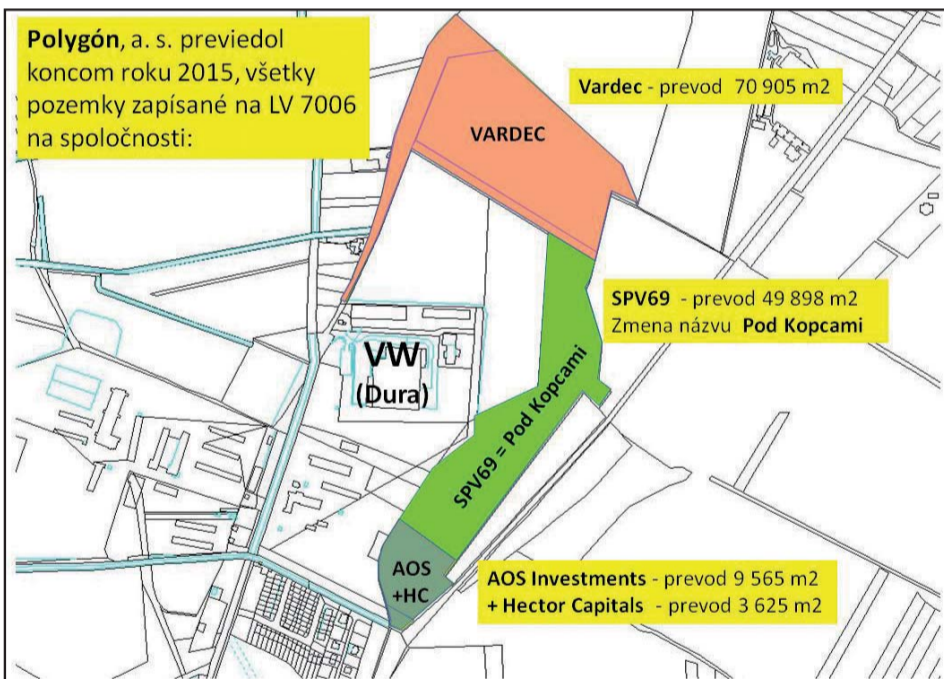 Polygón, a. s. previedol
koncom roku 2015, všetky
pozemky zapísané na LV 7006
na spoločnosti:
Vardec - prevod 70 905 m2
VARDEC
SPV69 - prevod 49 898 m2
Zmena názvu Pod Kopcami
VW
(Dura)
SPV69 = Pod Kopcami
AOS
+HC
AOS Investments - prevod 9 565 m2
+ Hector Capitals - prevod 3 625 m2